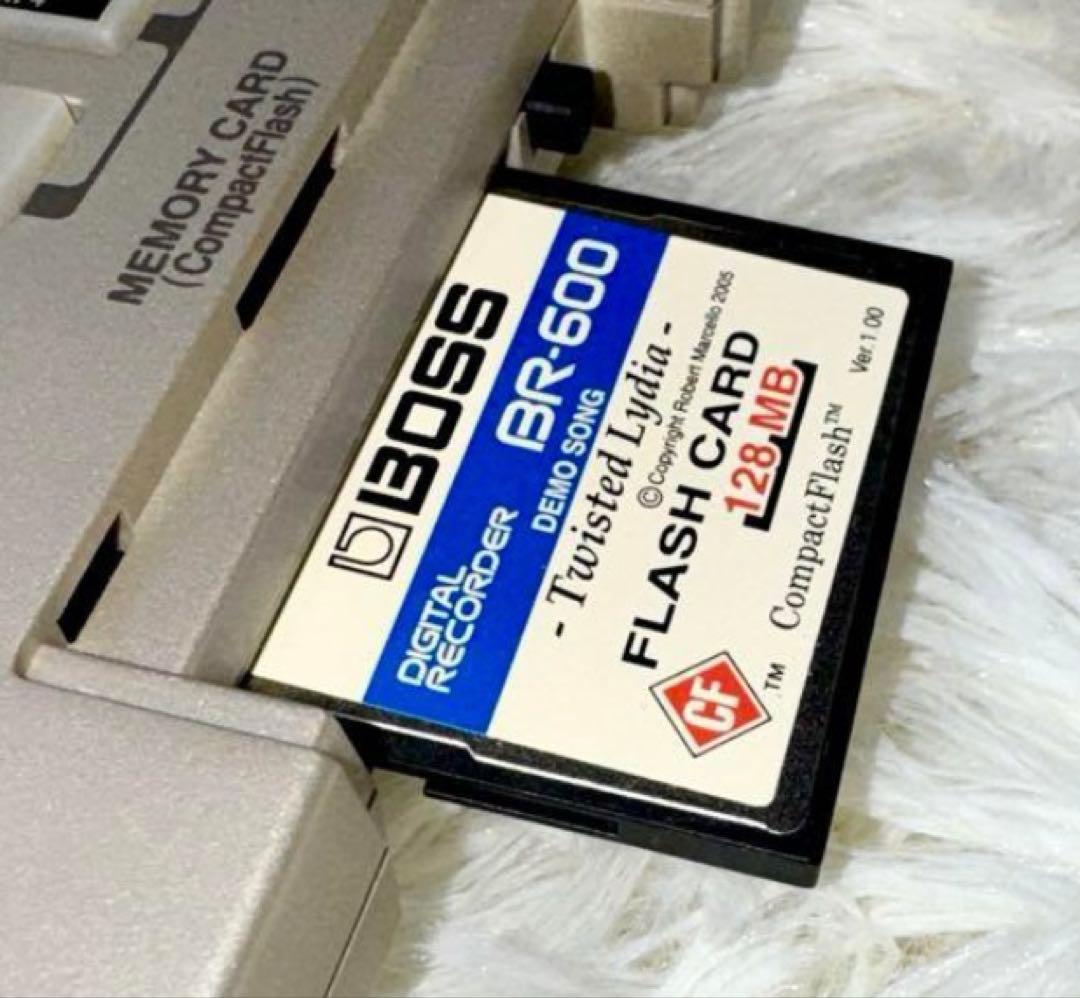 MEMORY CARD
(CompactFlash)
BOSS
DIGITAL
RECORDER
BR-600
DEMO SONG
- Twisted Lydia -
©Copyright Robert Marcello 2005
FLASH CARD
128 MB
CF
TM
CompactFlash™
Ver.1 00